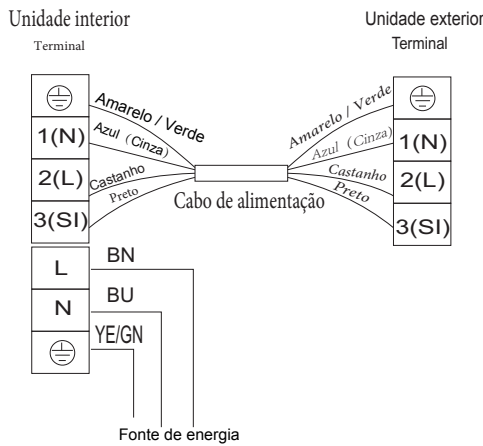 Unidade interior
Terminal
Unidade exterior
Terminal
1(N)
2(L)
3(SI)
Amarelo / Verde
Azul (Cinza)
Castanho
Preto
Cabo de alimentação
Amarelo / Verde
Azul (Cinza)
Castanho
Preto
1(N)
2(L)
3(SI)
L
BN
N
BU
YE/GN
Fonte de energia